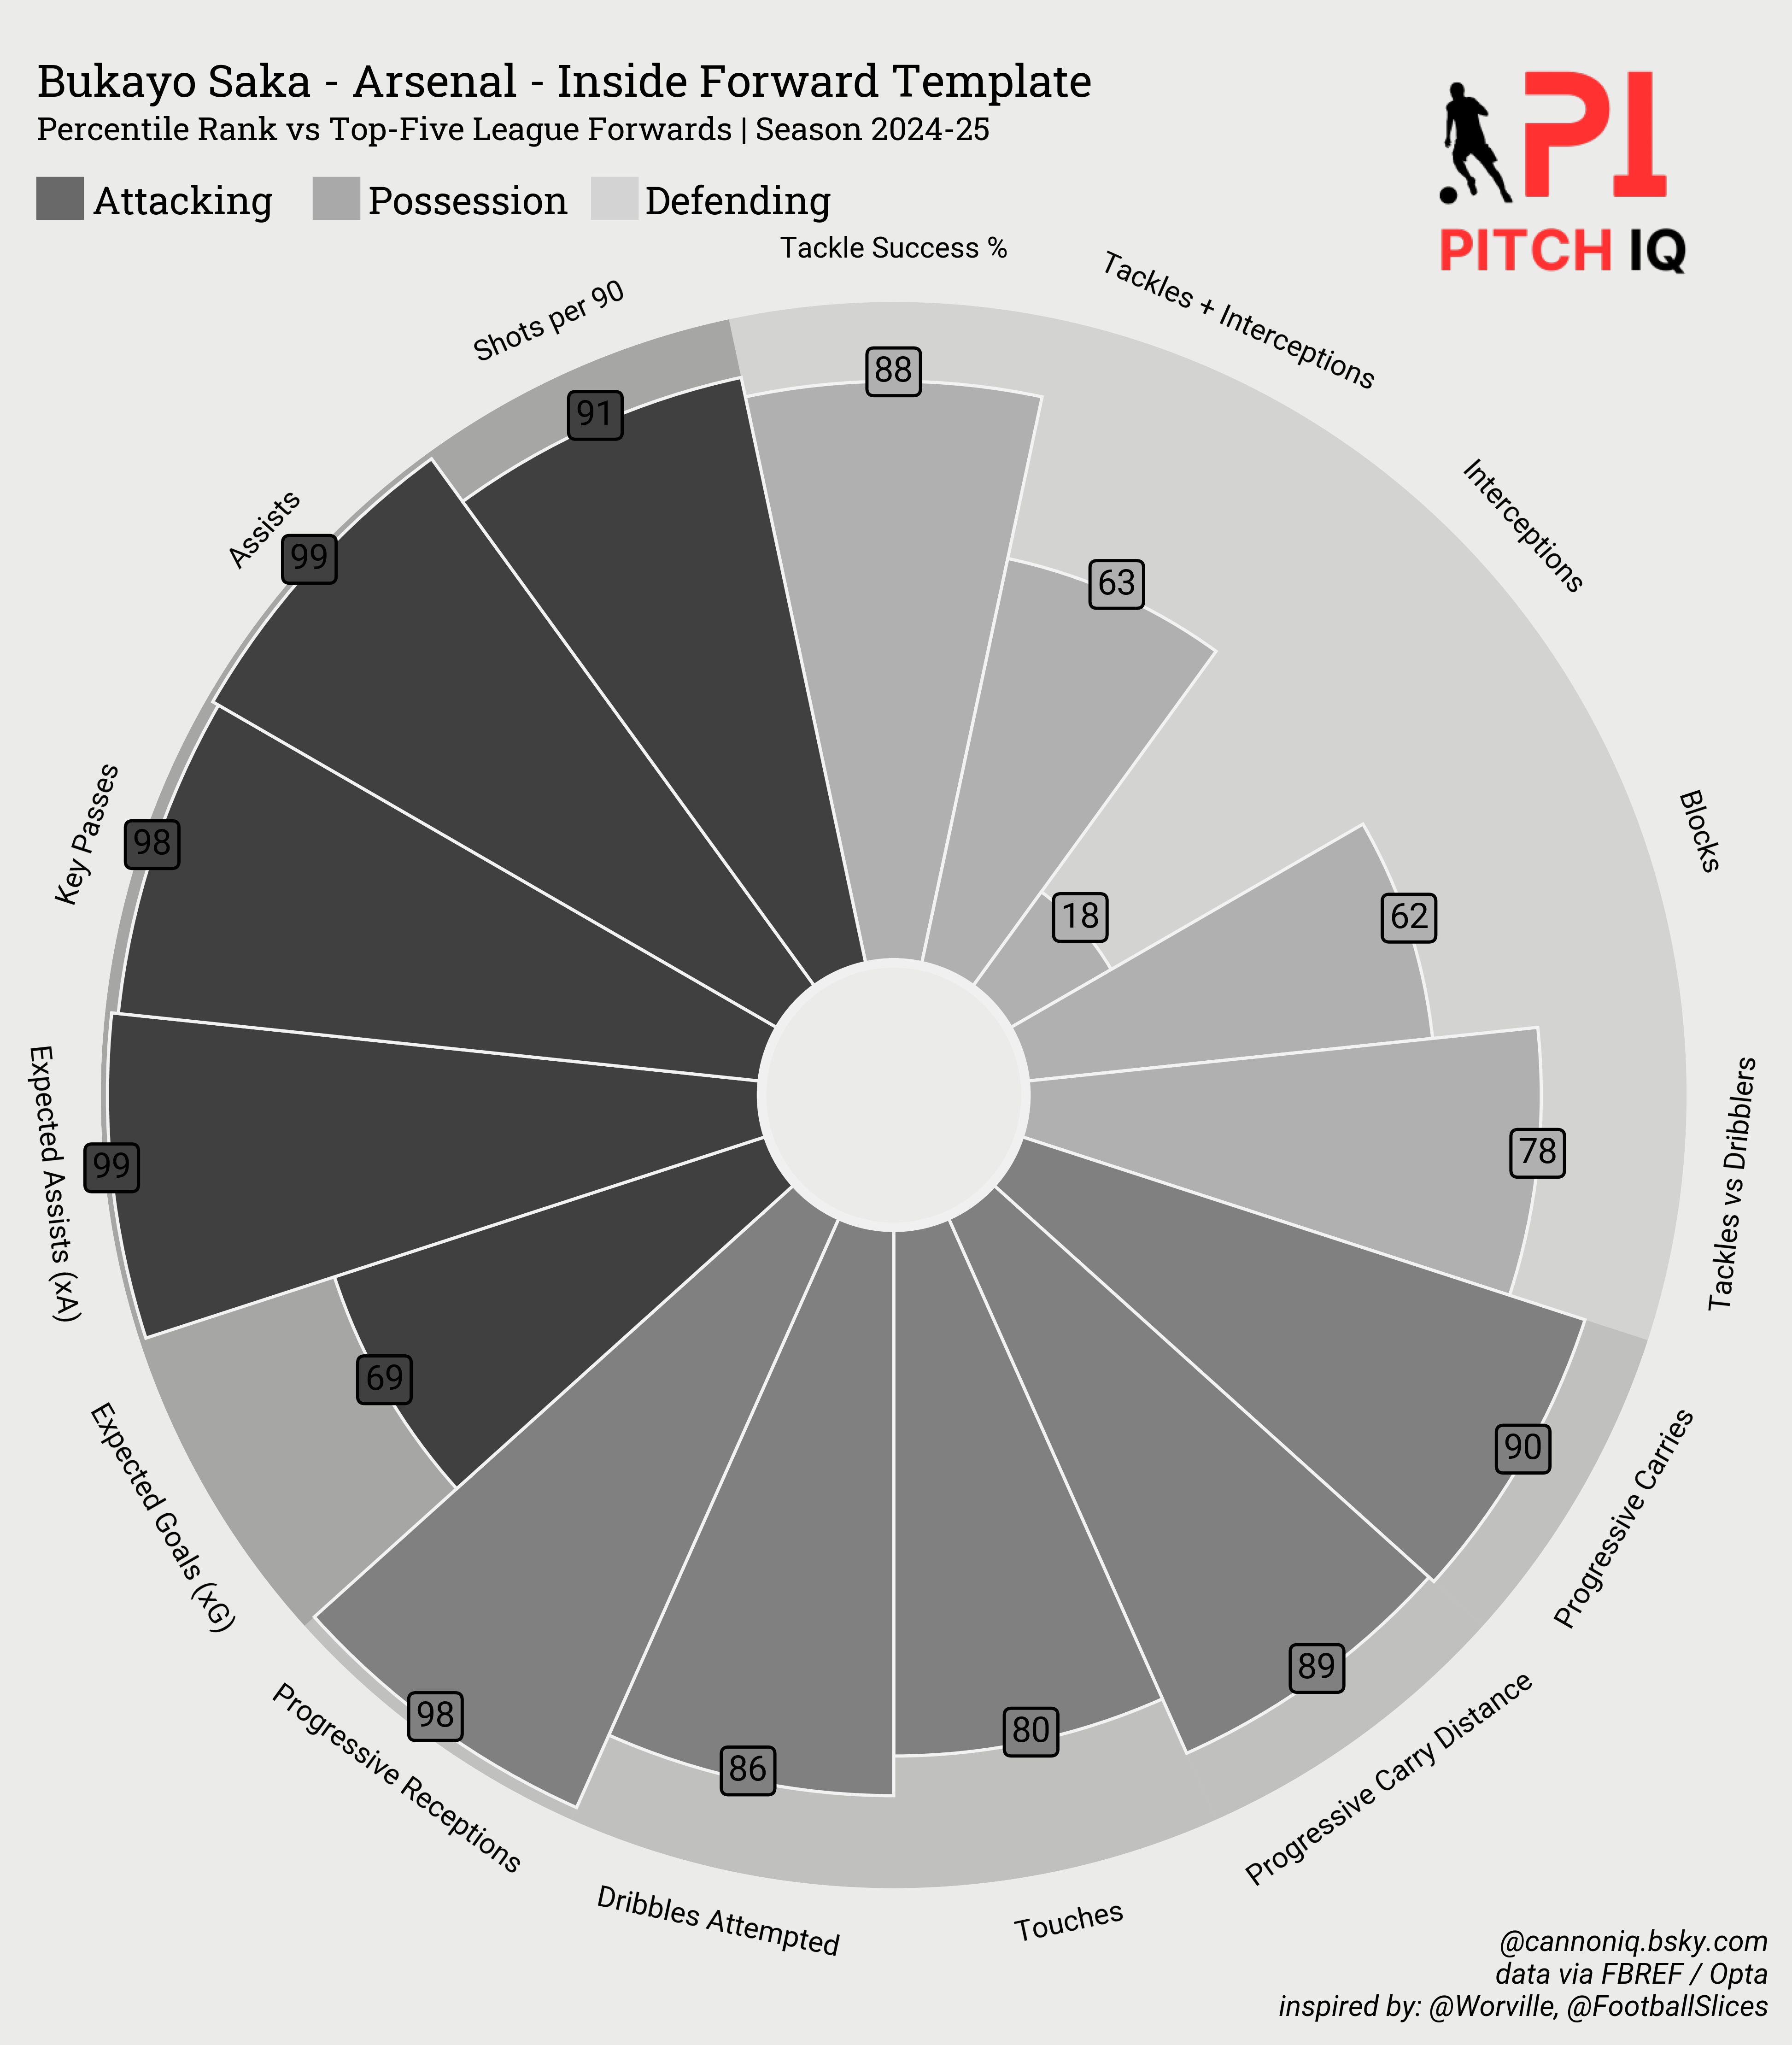 Bukayo Saka - Arsenal - Inside Forward Template
Percentile Rank vs Top-Five League Forwards | Season 2024-25
Attacking
Possession
Defending
PI
PITCH IQ
Tackle Success %
88
Tackles + Interceptions
63
Interceptions
18
Blocks
62
Tackles vs Dribblers
78
Progressive Carries
90
Progressive Carry Distance
89
Touches
80
Dribbles Attempted
86
Progressive Receptions
98
Expected Goals (xG)
69
Expected Assists (xA)
99
Key Passes
98
Assists
99
Shots per 90
91
@cannoniq.bsky.com
data via FBREF / Opta
inspired by: @Worville, @FootballSlices